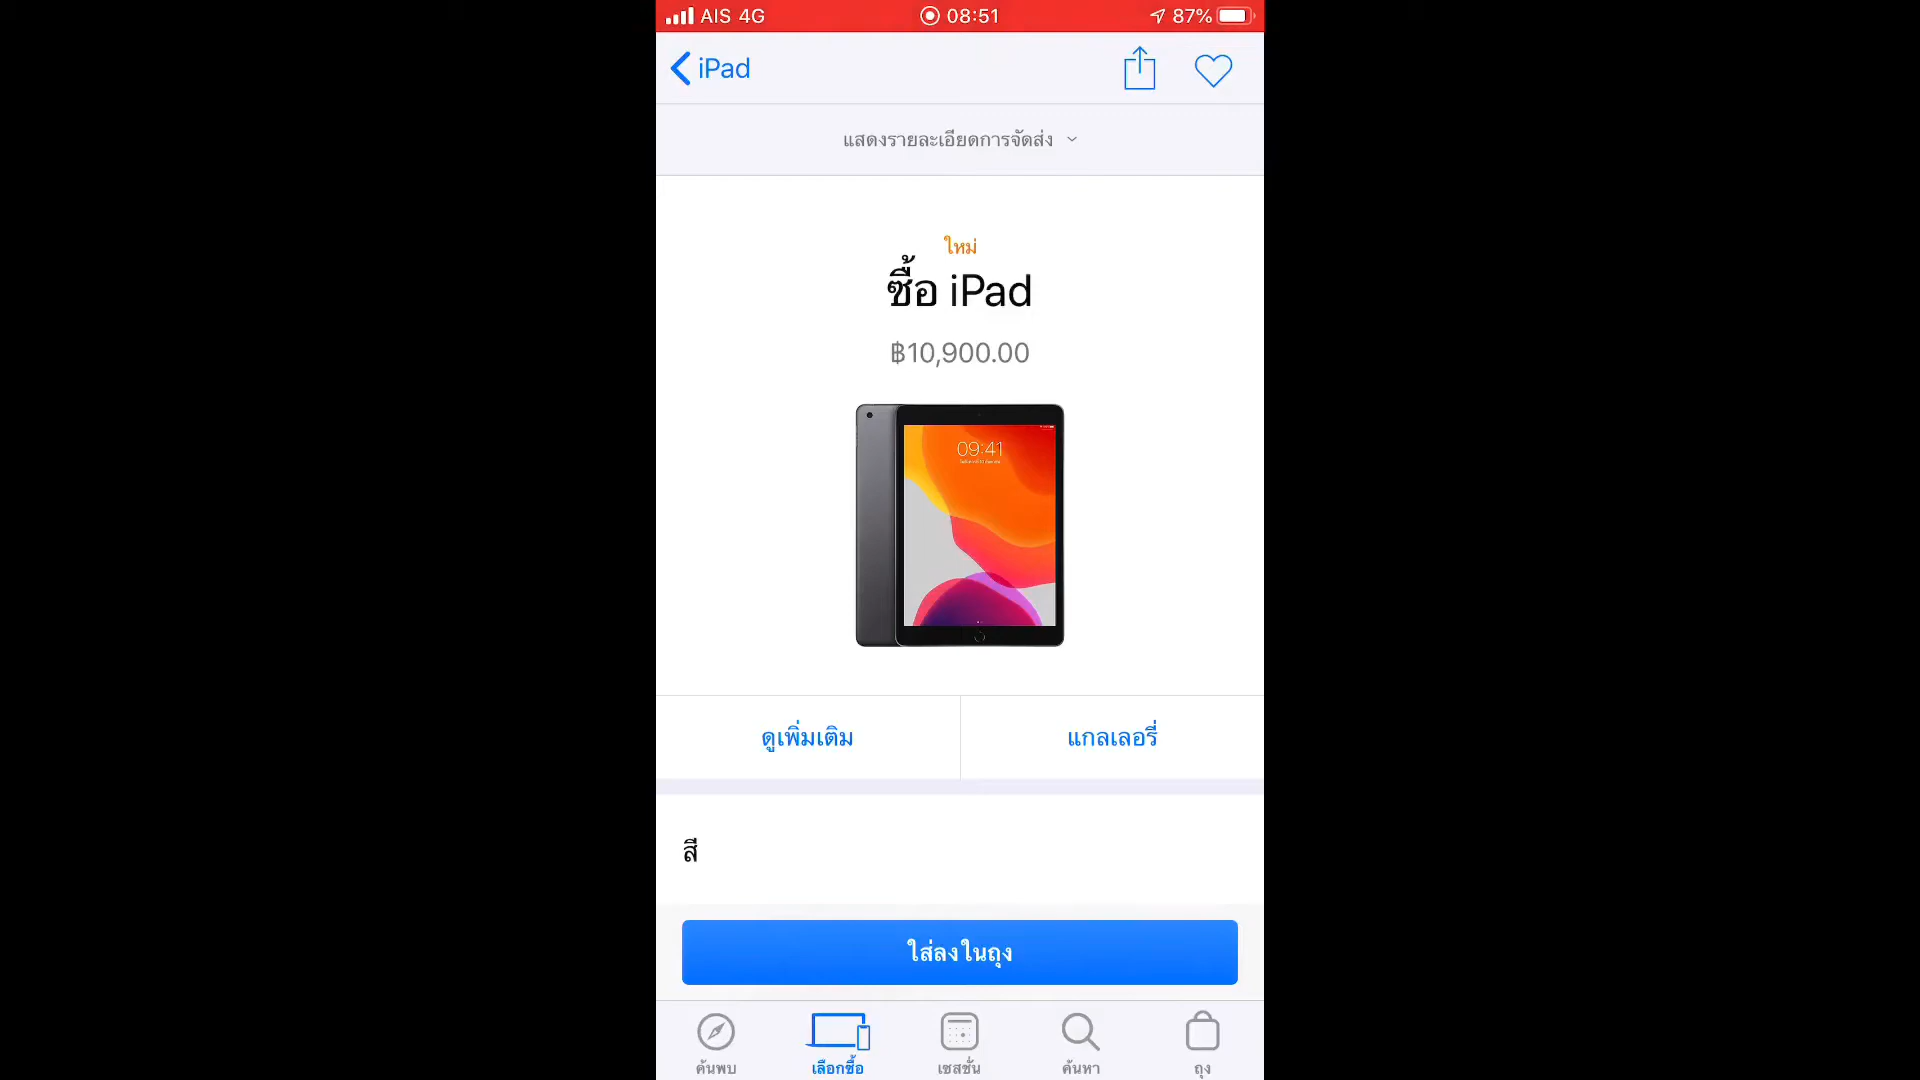 AIS 4G 08:51 87%
iPad
แสดงรายละเอียดการจัดส่ง
ใหม่
ซื้อ iPad
฿10,900.00
09:41
ดูเพิ่มเติม แกลเลอรี่
สี
ใส่ลงในถุง
ค้นพบ เลือกซื้อ เซสชั่น ค้นหา ถุง